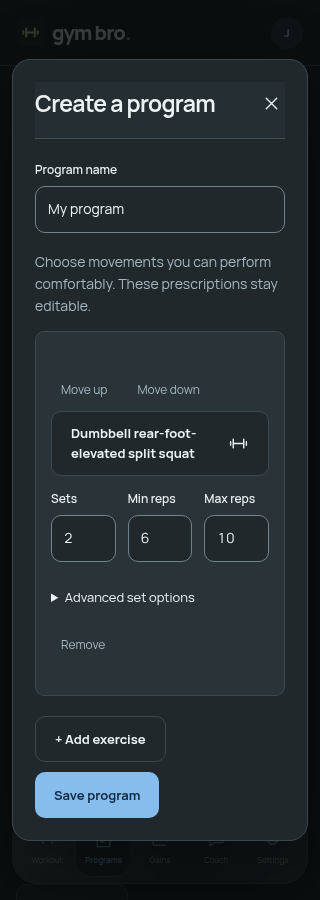 gym bro.
J
Create a program
Program name
My program
Choose movements you can perform
comfortably. These prescriptions stay
editable.
Move up Move down
Dumbbell rear-foot-
elevated split squat
Sets Min reps Max reps
2 6 10
Advanced set options
Remove
+ Add exercise
Save program
Workout Programs Gains Coach Settings